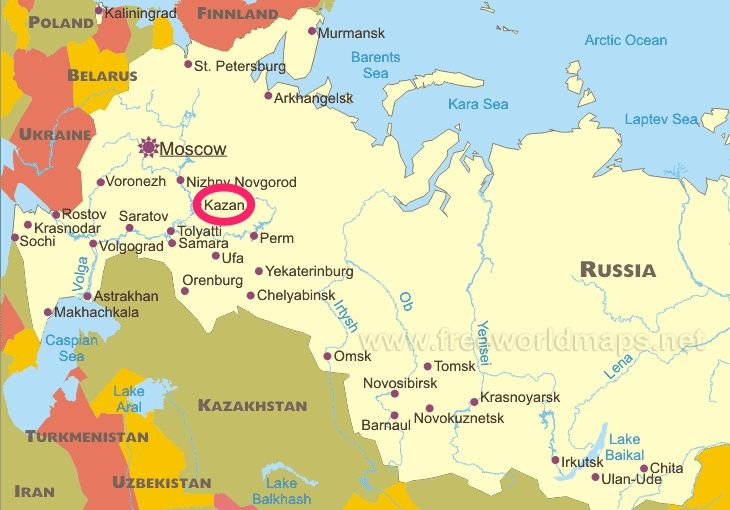 POLAND
Kaliningrad
FINNLAND
Murmansk
Arctic Ocean
BELARUS
St. Petersburg
Barents
Sea
Arkhangelsk
Kara Sea
Laptev Sea
UKRAINE
Moscow
Voronezh
Nizhny Novgorod
Kazan
Rostov
Krasnodar
Saratov
Tolyatti
Sochi
Volgograd
Samara
Perm
Ufa
Volga
Yekaterinburg
RUSSIA
Orenburg
Chelyabinsk
Astrakhan
Makhachkala
Irtysh
Ob
Yenisei
Lena
www.freeworldmaps.net
Caspian
Sea
Omsk
Tomsk
Lake
Aral
KAZAKHSTAN
Novosibirsk
Krasnoyarsk
Barnaul
Novokuznetsk
TURKMENISTAN
Lake
Baikal
Irkutsk
Chita
Ulan-Ude
IRAN
UZBEKISTAN
Lake
Balkhash